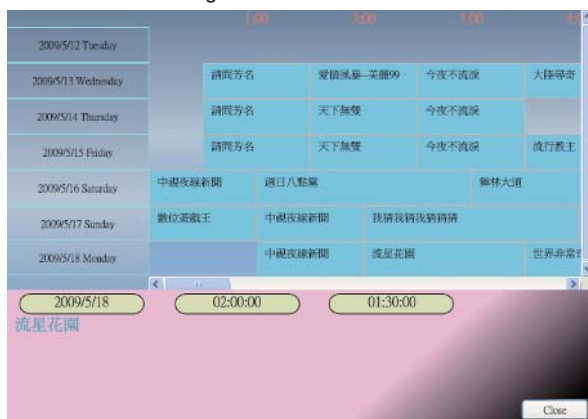 1:00 2:00 3:00
2009/5/12 Tuesday
2009/5/13 Wednesday 請問芳名 愛情風暴--美麗99 今夜不流淚 大陸尋奇
2009/5/14 Thursday 請問芳名 天下無雙 今夜不流淚
2009/5/15 Friday 請問芳名 天下無雙 今夜不流淚 流行教主
2009/5/16 Saturday 中視夜線新聞 週日八點黨 舞林大道
2009/5/17 Sunday 數位遊戲王 中視夜線新聞 我猜我猜我猜猜猜
2009/5/18 Monday 中視夜線新聞 流星花園 世界非常
2009/5/18 02:00:00 01:30:00
流星花園
Close